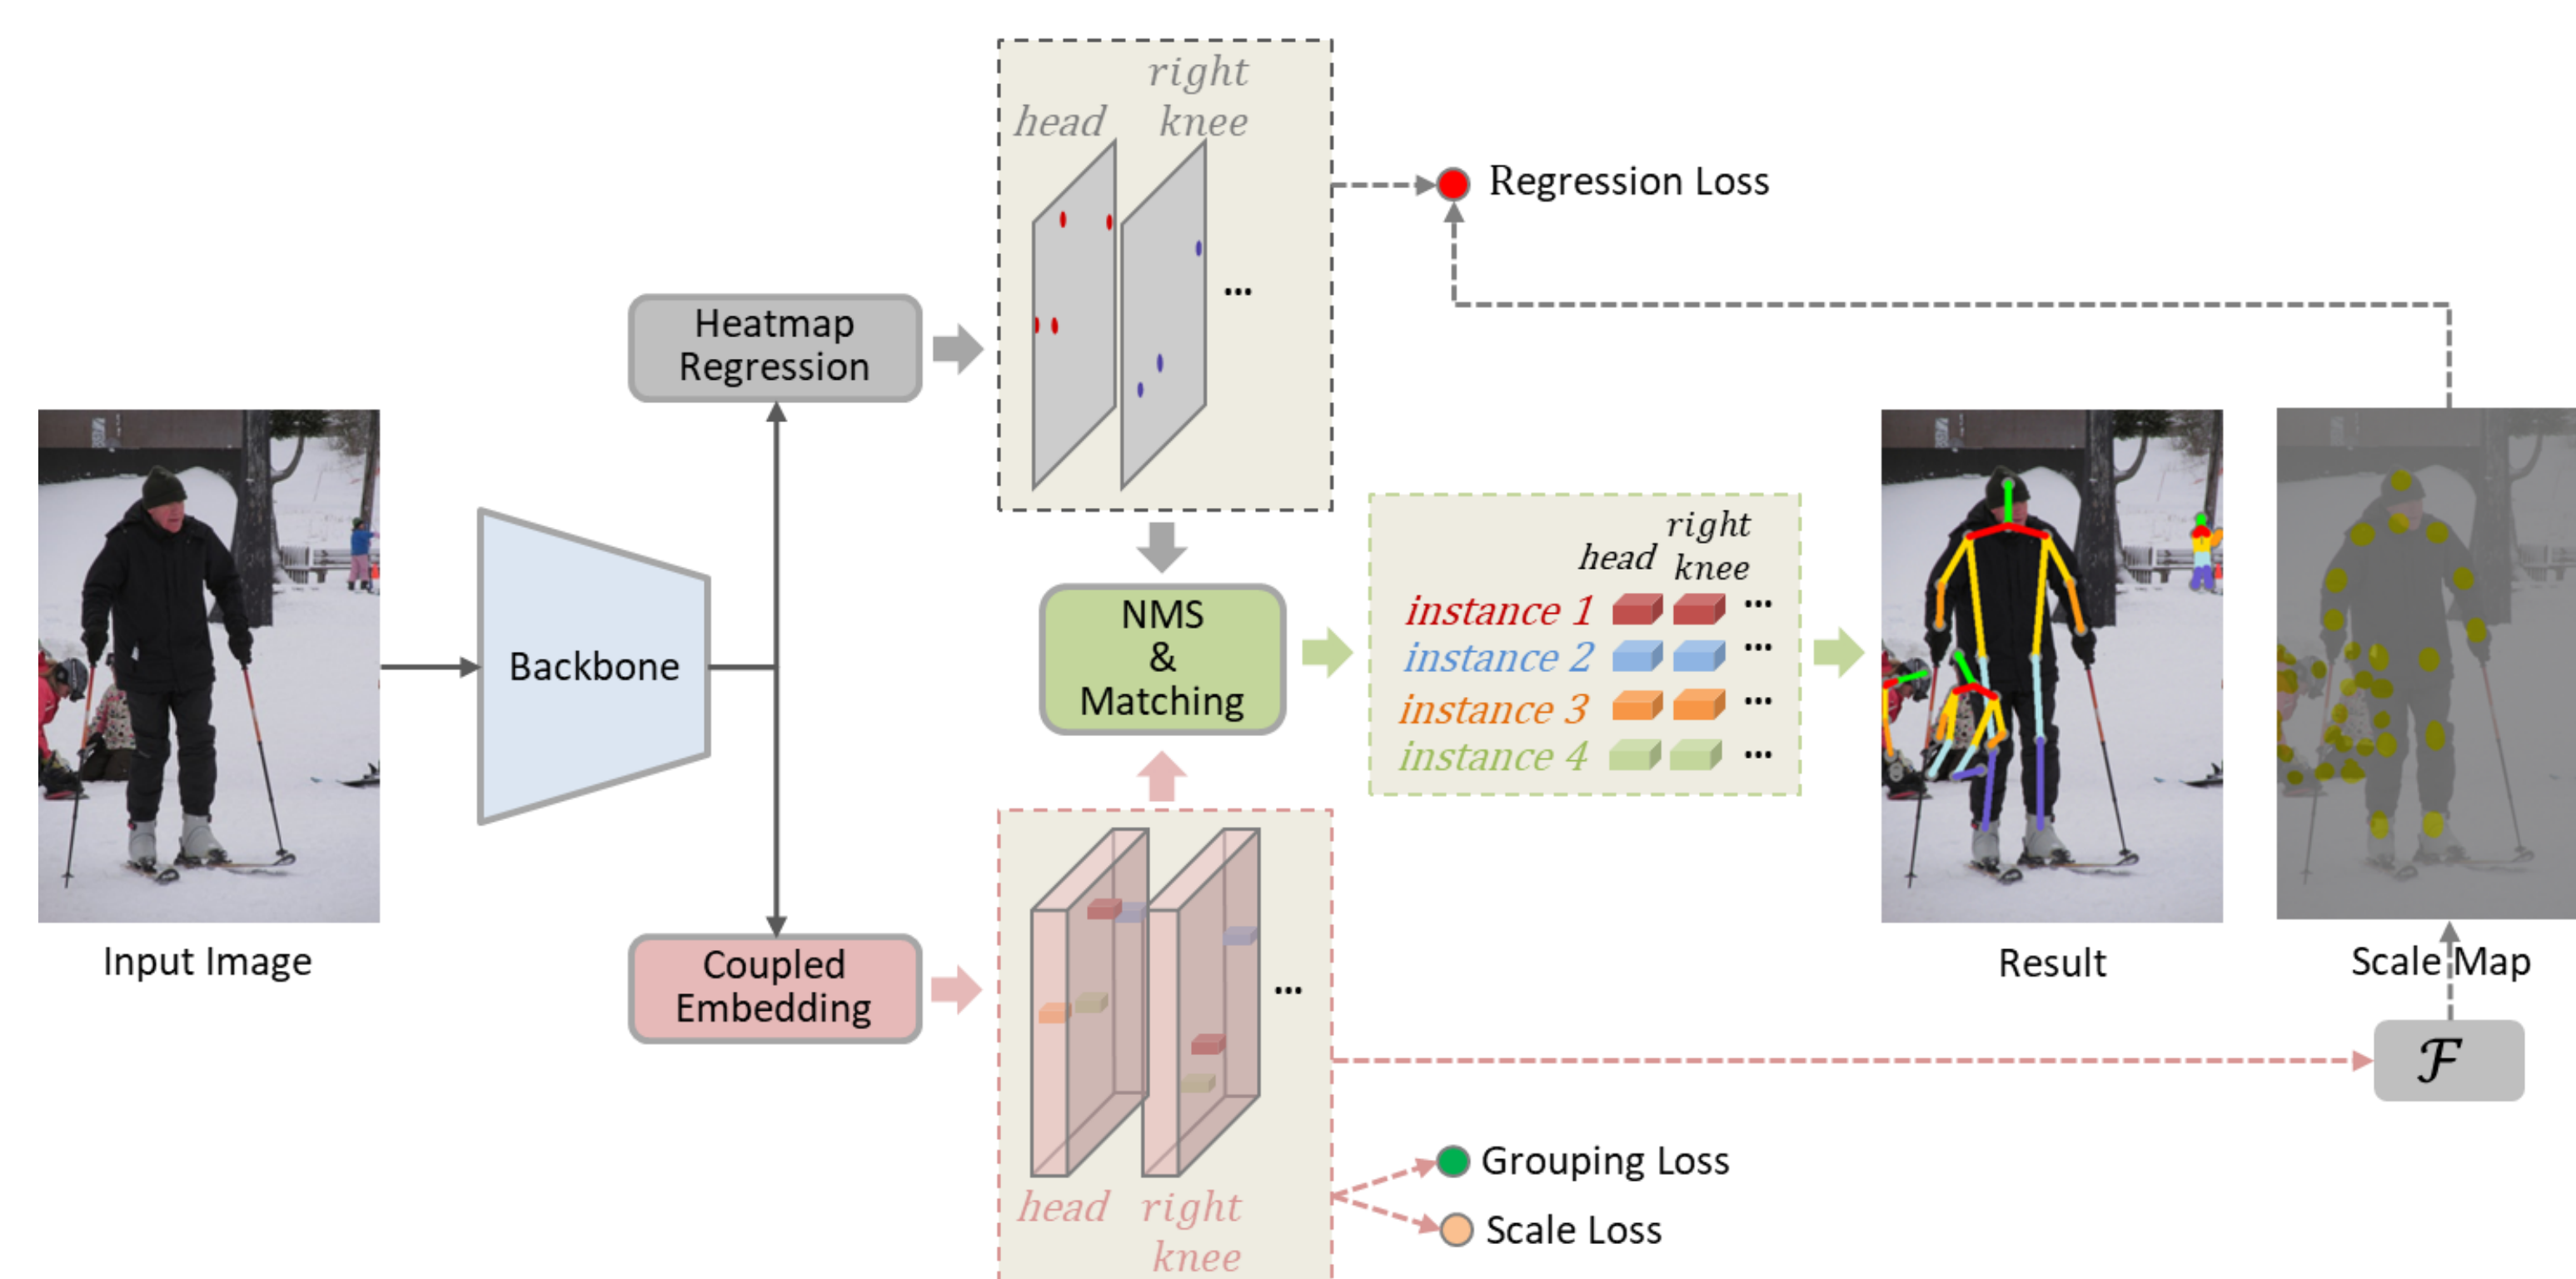 right
head knee
...
Regression Loss
Heatmap
Regression
Backbone
Input Image
NMS
&
Matching
right
head knee
instance 1 ...
instance 2 ...
instance 3 ...
instance 4 ...
Result
Scale Map
Coupled
Embedding
...
ℱ
head right
knee
Grouping Loss
Scale Loss